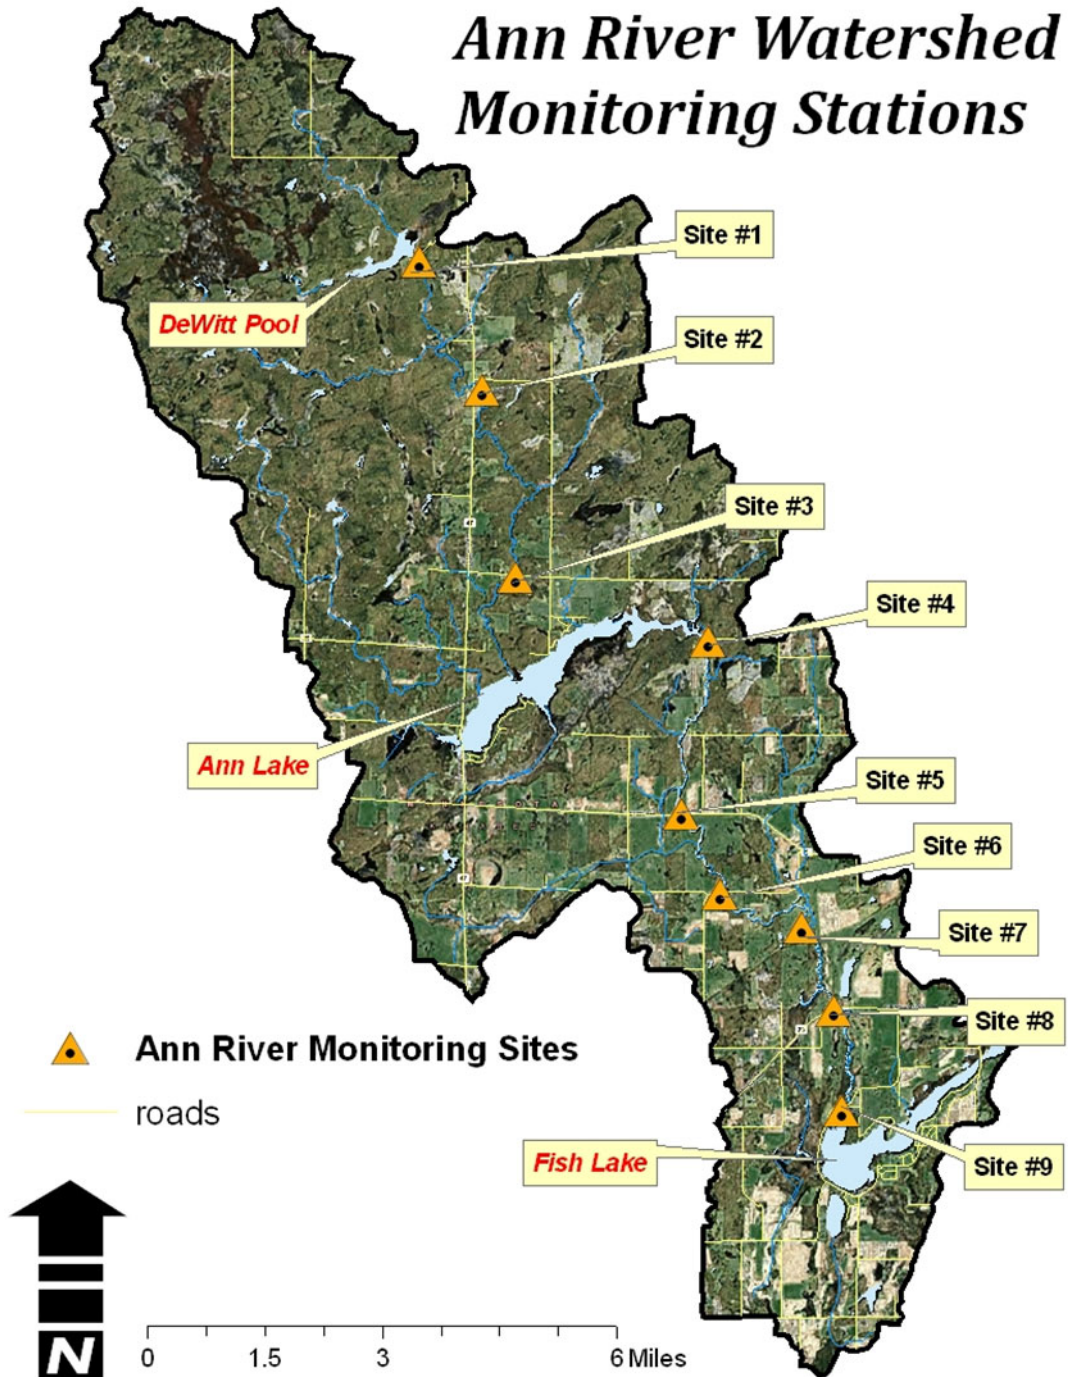 Ann River Watershed
Monitoring Stations
Site #1
DeWitt Pool
Site #2
Site #3
47
Site #4
Ann Lake
Site #5
Site #6
47
Site #7
Site #8
Ann River Monitoring Sites
roads
Fish Lake
Site #9
N
0 1.5 3 6 Miles